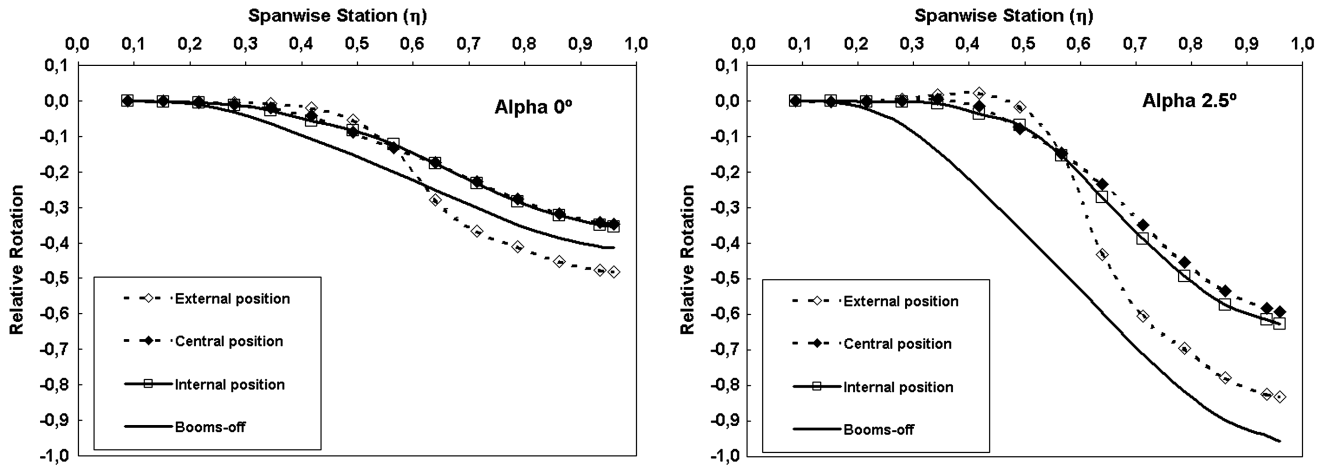 Spanwise Station (η)
0,0 0,1 0,2 0,3 0,4 0,5 0,6 0,7 0,8 0,9 1,0
0,1
0,0
-0,1
-0,2
-0,3
-0,4
-0,5
-0,6
-0,7
-0,8
-0,9
-1,0
Relative Rotation
Alpha 0º
External position
Central position
Internal position
Booms-off
Spanwise Station (η)
0,0 0,1 0,2 0,3 0,4 0,5 0,6 0,7 0,8 0,9 1,0
0,1
0,0
-0,1
-0,2
-0,3
-0,4
-0,5
-0,6
-0,7
-0,8
-0,9
-1,0
Relative Rotation
Alpha 2.5º
External position
Central position
Internal position
Booms-off